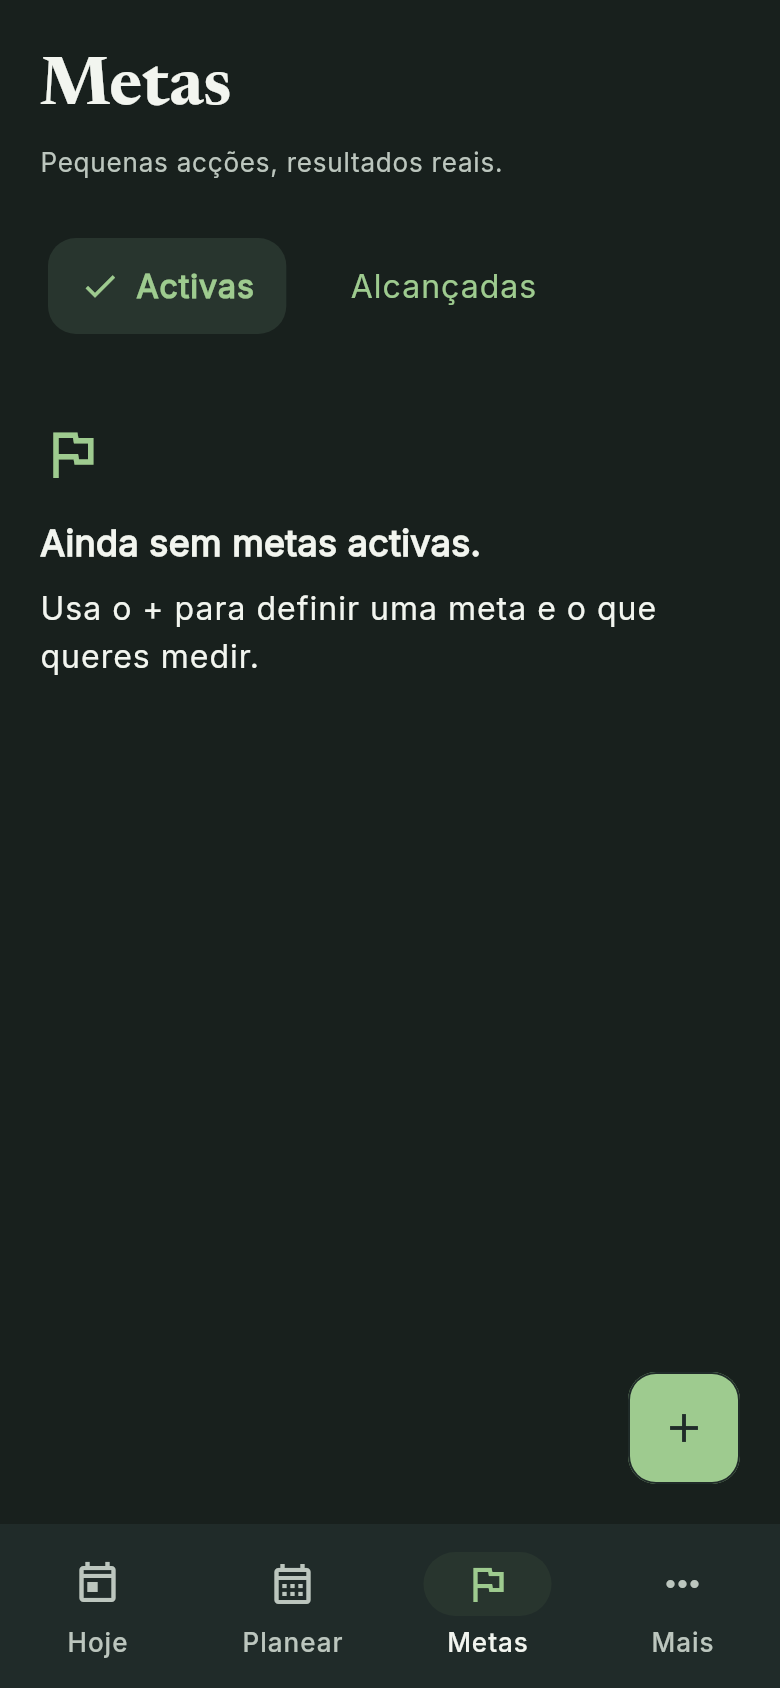 Metas
Pequenas acções, resultados reais.
Activas
Alcançadas
Ainda sem metas activas.
Usa o + para definir uma meta e o que
queres medir.
Hoje
Planear
Metas
Mais